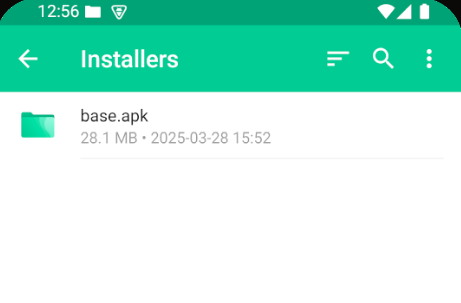 12:56
Installers
base.apk
28.1 MB • 2025-03-28 15:52